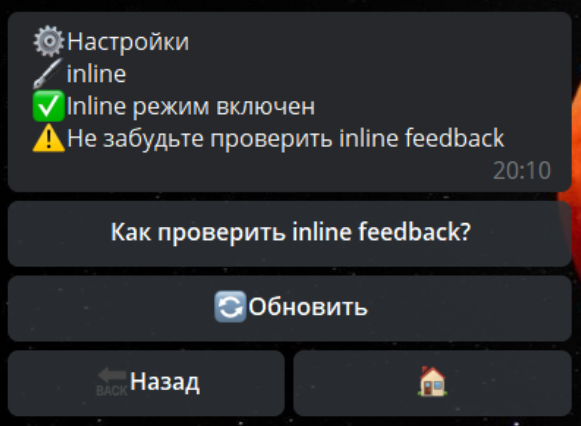 ⚙️Настройки
🖌inline
✅Inline режим включен
⚠️Не забудьте проверить inline feedback
20:10
Как проверить inline feedback?
🔄Обновить
🔙Назад
🏠